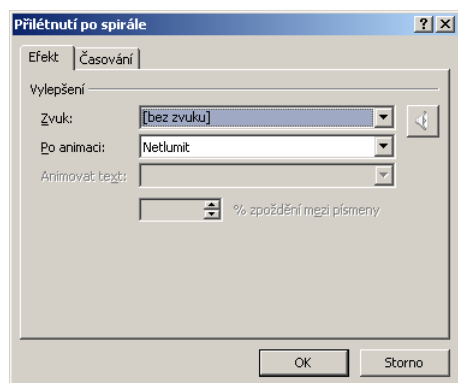 Přilétnutí po spirále
Efekt Časování
Vylepšení
Zvuk: [bez zvuku]
Po animaci: Netlumit
Animovat text:
% zpoždění mezi písmeny
OK Storno